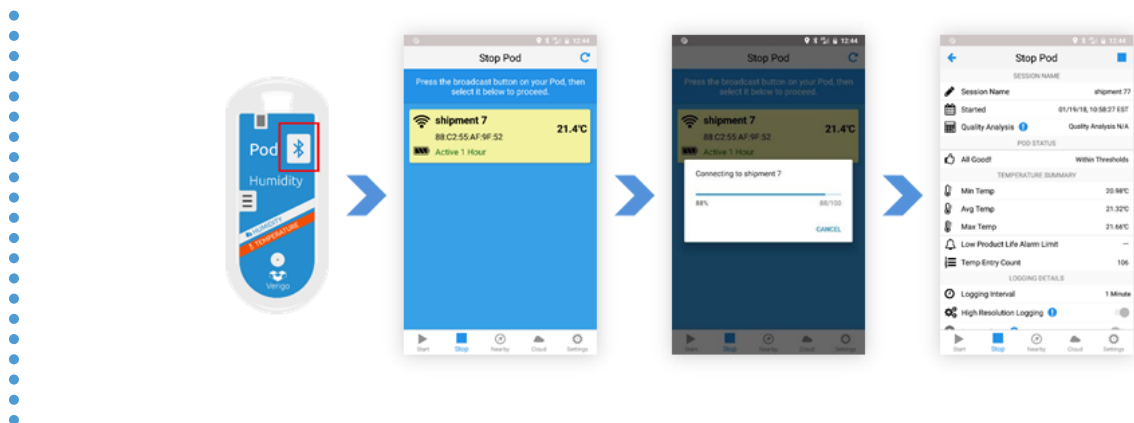 Pod
Humidity
HUMIDITY
TEMPERATURE
Verigo
12:44
Stop Pod
Press the broadcast button on your Pod, then
select it below to proceed.
shipment 7
88:C2:55:AF:9F:52
21.4°C
Active 1 Hour
Start
Stop
Nearby
Cloud
Settings
12:44
Stop Pod
Press the broadcast button on your Pod, then
select it below to proceed.
shipment 7
88:C2:55:AF:9F:52
21.4°C
Active 1 Hour
Connecting to shipment 7
88%
88/100
CANCEL
Start
Stop
Nearby
Cloud
Settings
12:44
Stop Pod
SESSION NAME
Session Name shipment 77
Started 01/19/18, 10:58:27 EST
Quality Analysis Quality Analysis N/A
POD STATUS
All Good! Within Thresholds
TEMPERATURE SUMMARY
Min Temp 20.98°C
Avg Temp 21.32°C
Max Temp 21.66°C
Low Product Life Alarm Limit —
Temp Entry Count 106
LOGGING DETAILS
Logging Interval 1 Minute
High Resolution Logging
Start
Stop
Nearby
Cloud
Settings